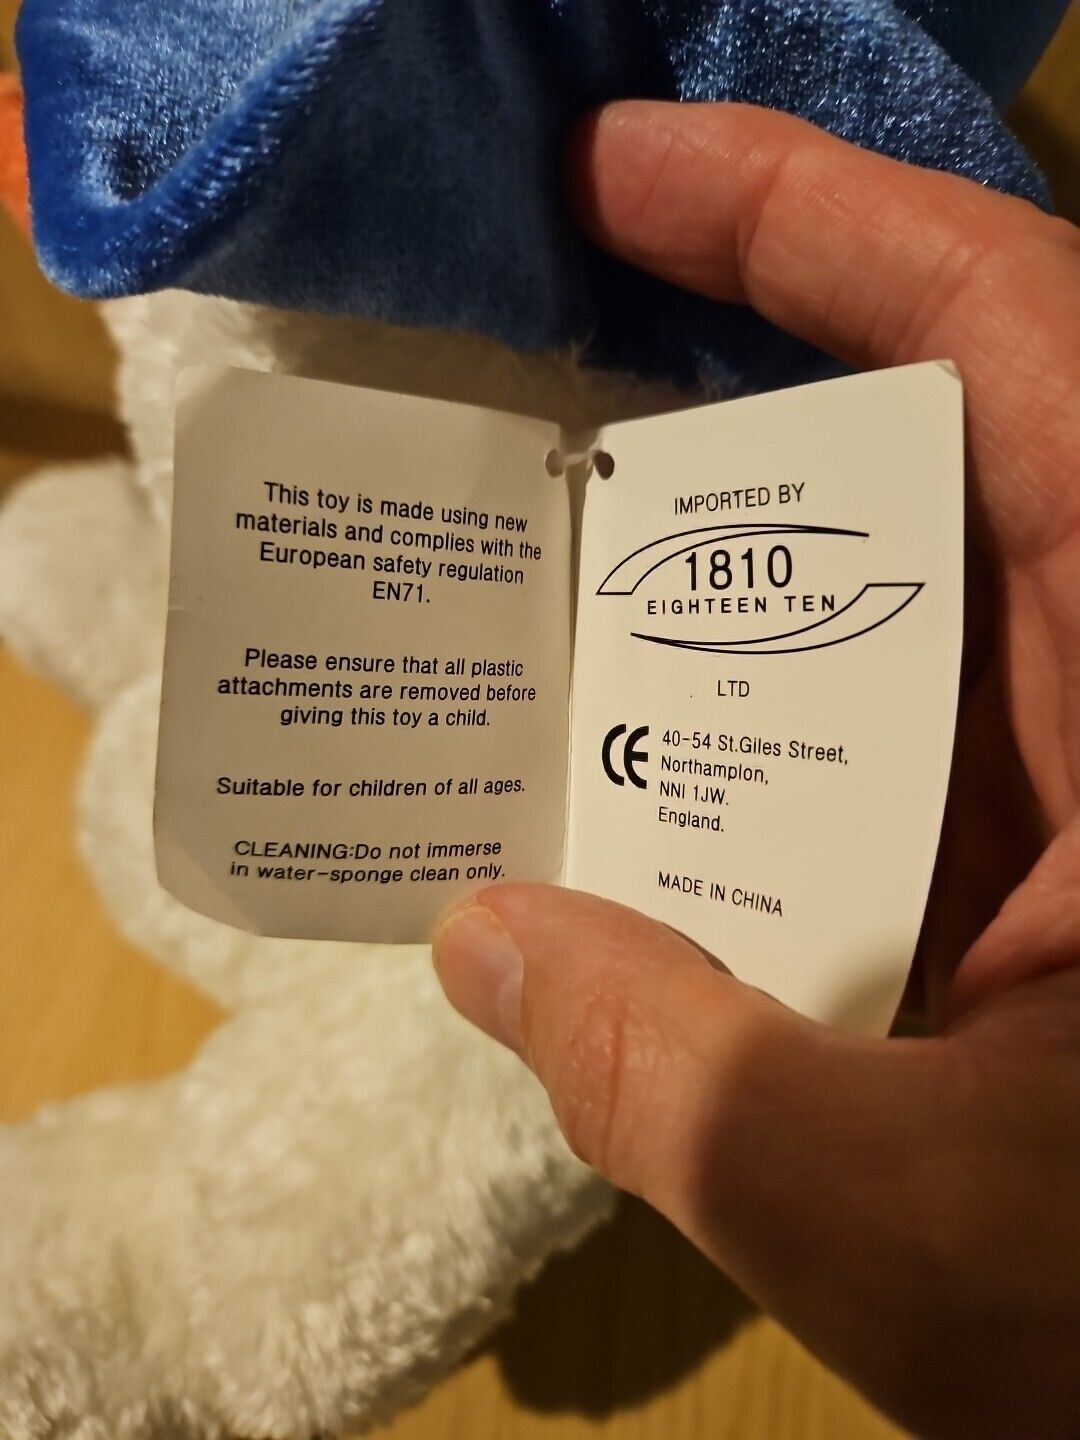 This toy is made using new
materials and complies with the
European safety regulation
EN71.
Please ensure that all plastic
attachments are removed before
giving this toy a child.
Suitable for children of all ages.
CLEANING:Do not immerse
in water-sponge clean only.
IMPORTED BY
1810
EIGHTEEN TEN
LTD
CE
40-54 St.Giles Street,
Northamplon,
NNI 1JW.
England.
MADE IN CHINA